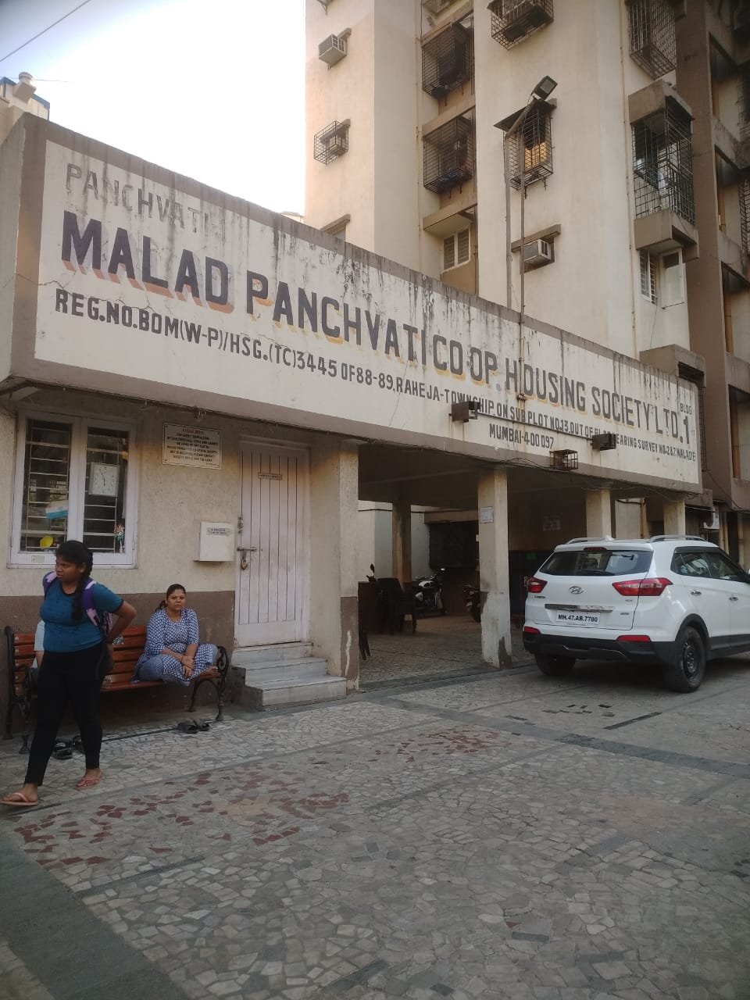 PANCHVATI
MALAD PANCHVATI CO-OP. HOUSING SOCIETY LTD.
BLDG
1
REG.NO.BOM(W-P)/HSG.(TC)3445 OF 88-89.RAHEJA-TOWNSHIP ON SUB PLOT NO.13.OUT OF BEARING SURVEY NO.287.MALAD E
MUMBAI-400 097
HYUNDAI
CRETA
MH.47.AB.7780